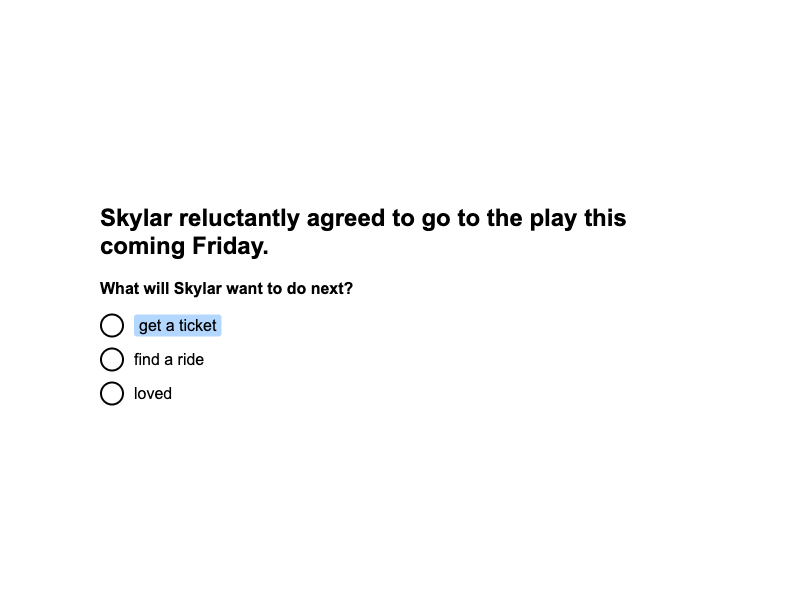 Skylar reluctantly agreed to go to the play this
coming Friday.
What will Skylar want to do next?
get a ticket
find a ride
loved